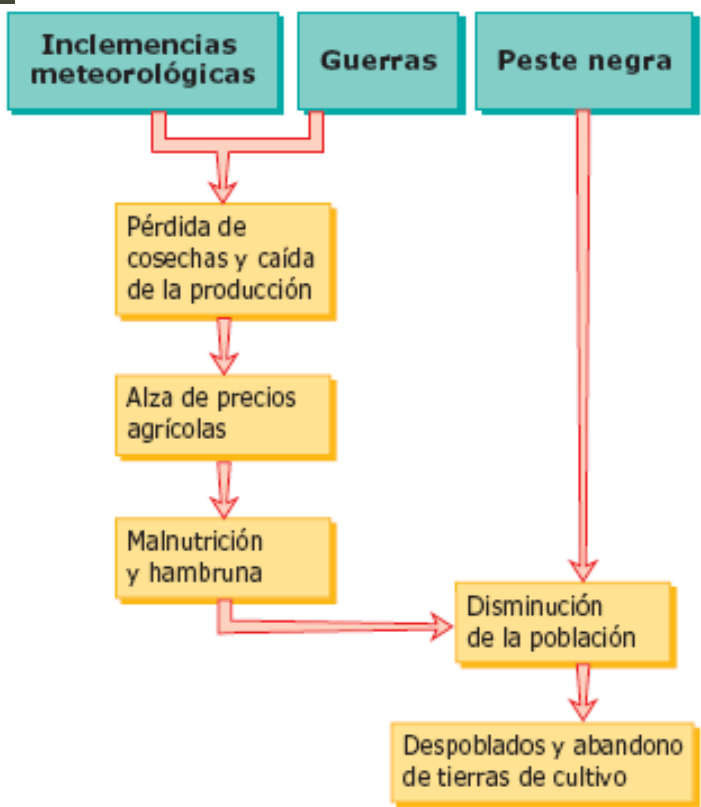 Inclemencias
meteorológicas
Guerras
Peste negra
Pérdida de
cosechas y caída
de la producción
Alza de precios
agrícolas
Malnutrición
y hambruna
Disminución
de la población
Despoblados y abandono
de tierras de cultivo